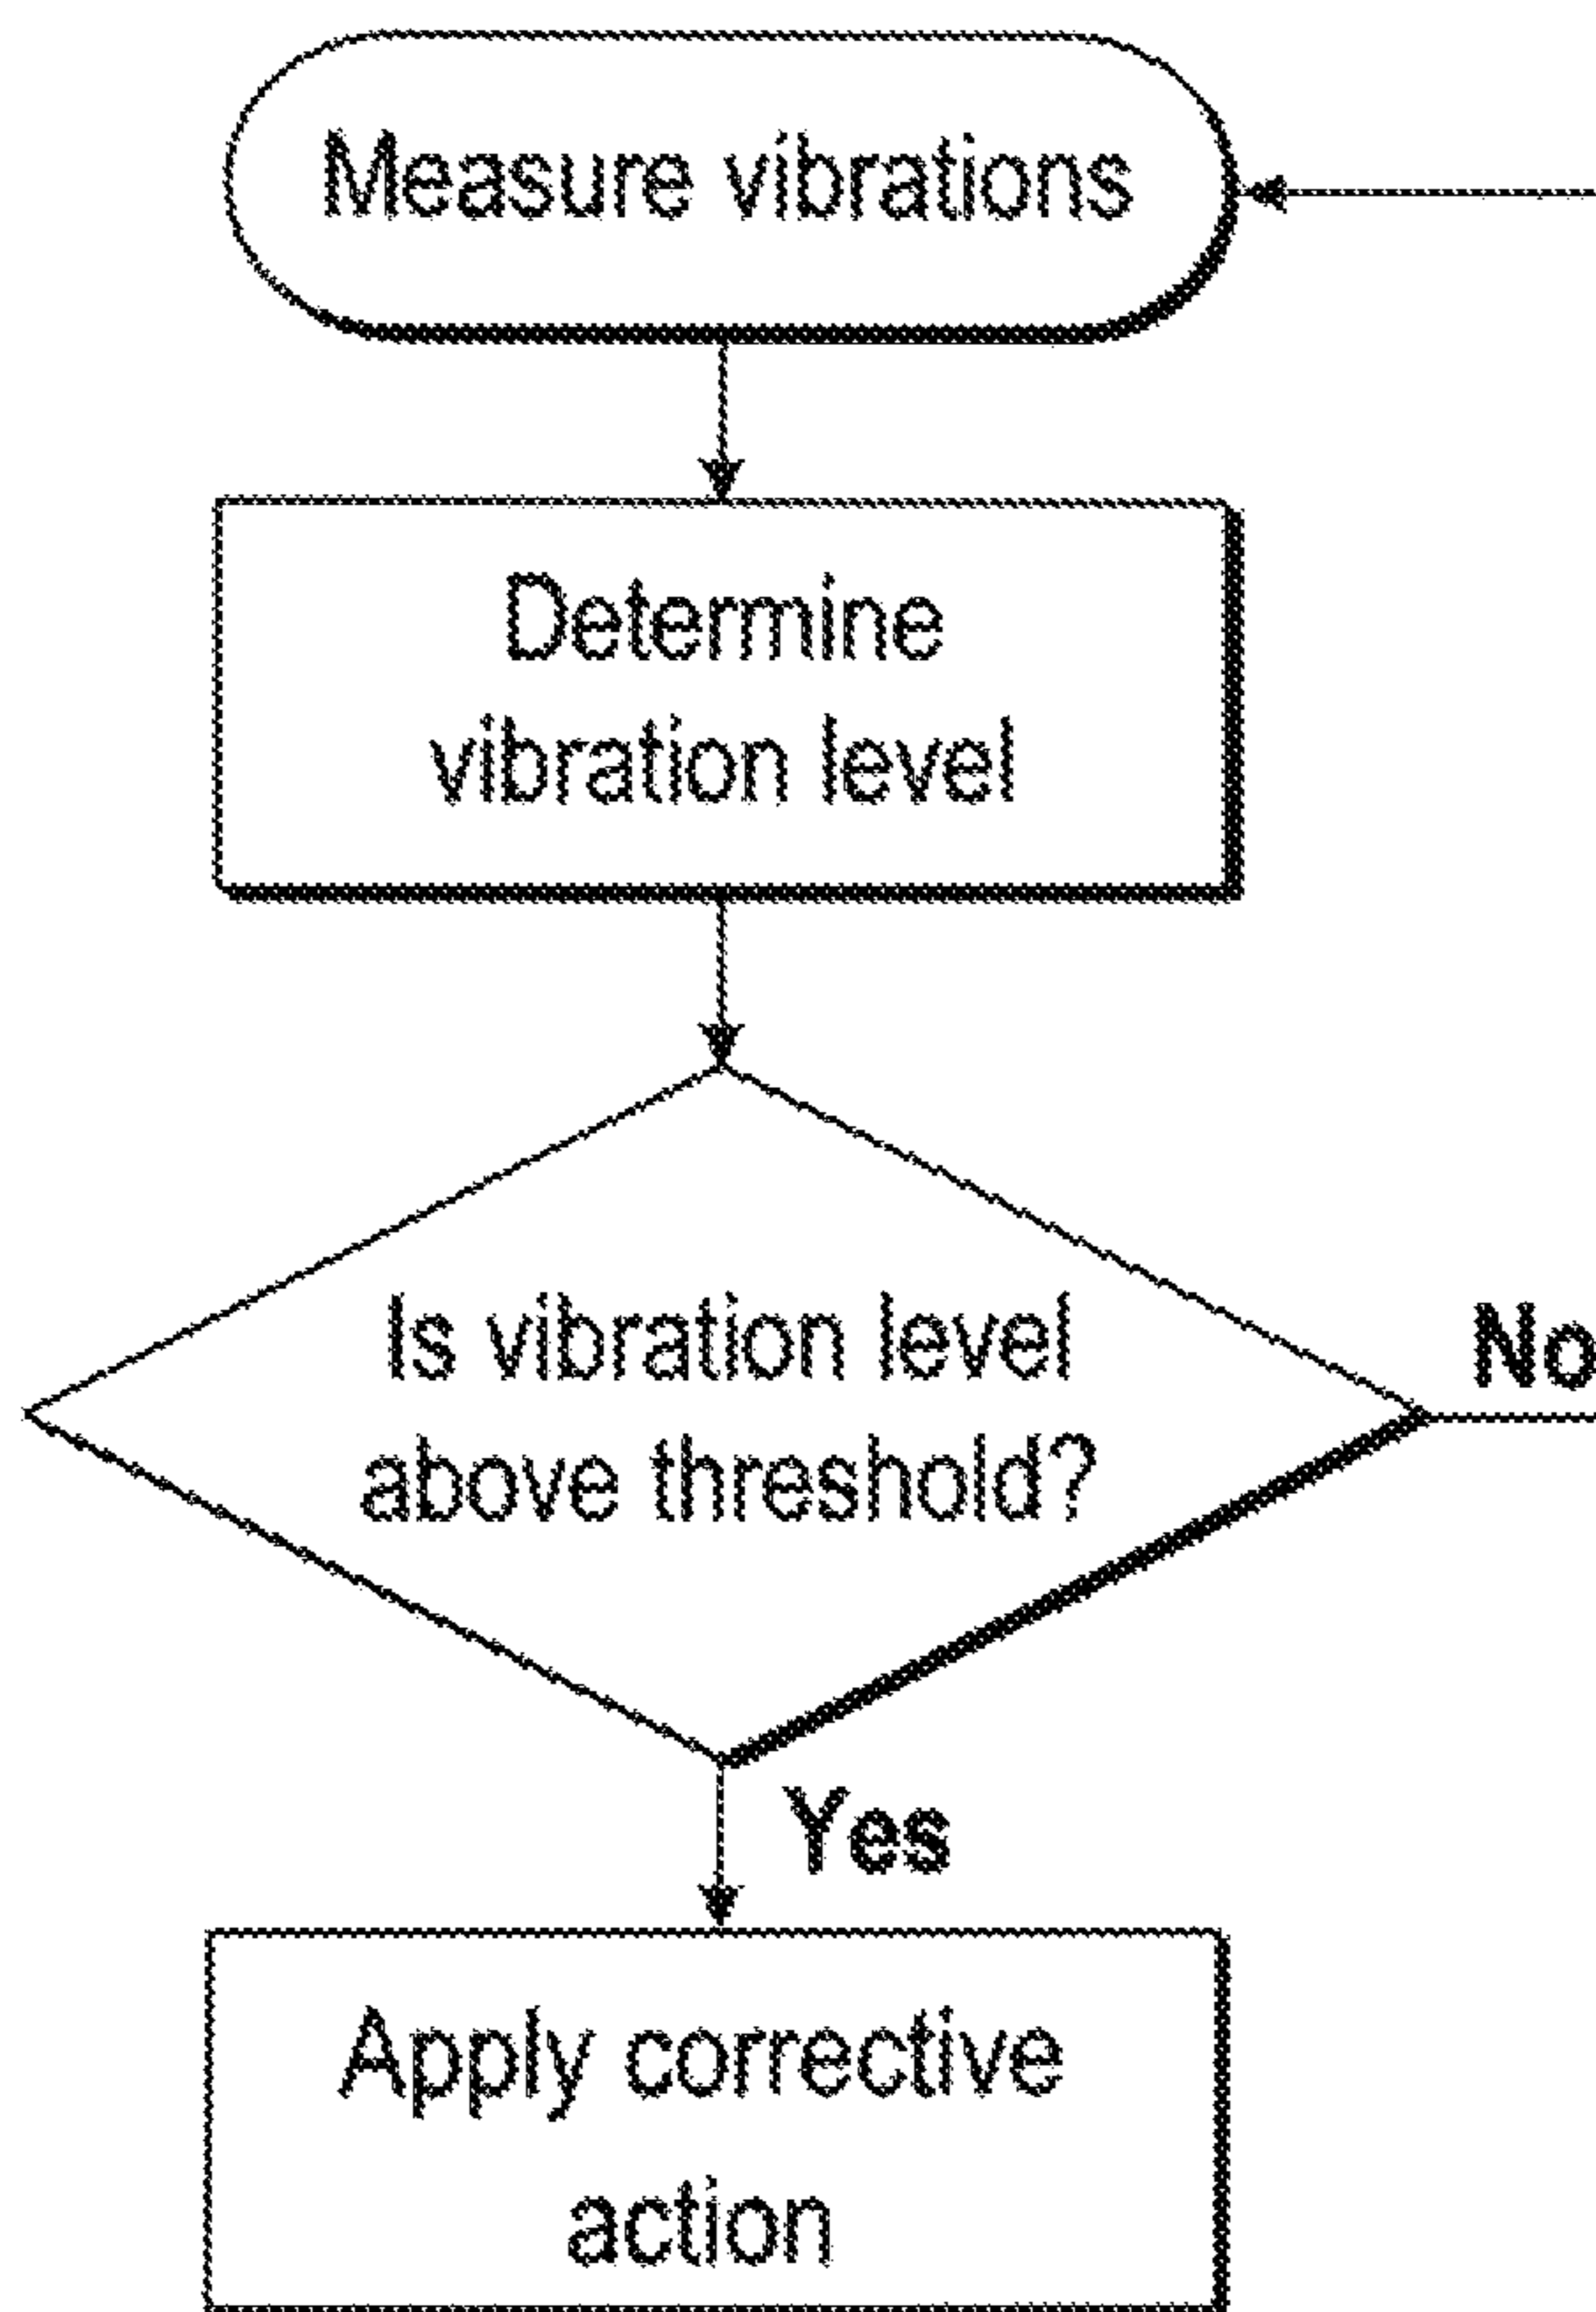 Measure vibrations
Determine
vibration level
Is vibration level
above threshold?
No
Yes
Apply corrective
action